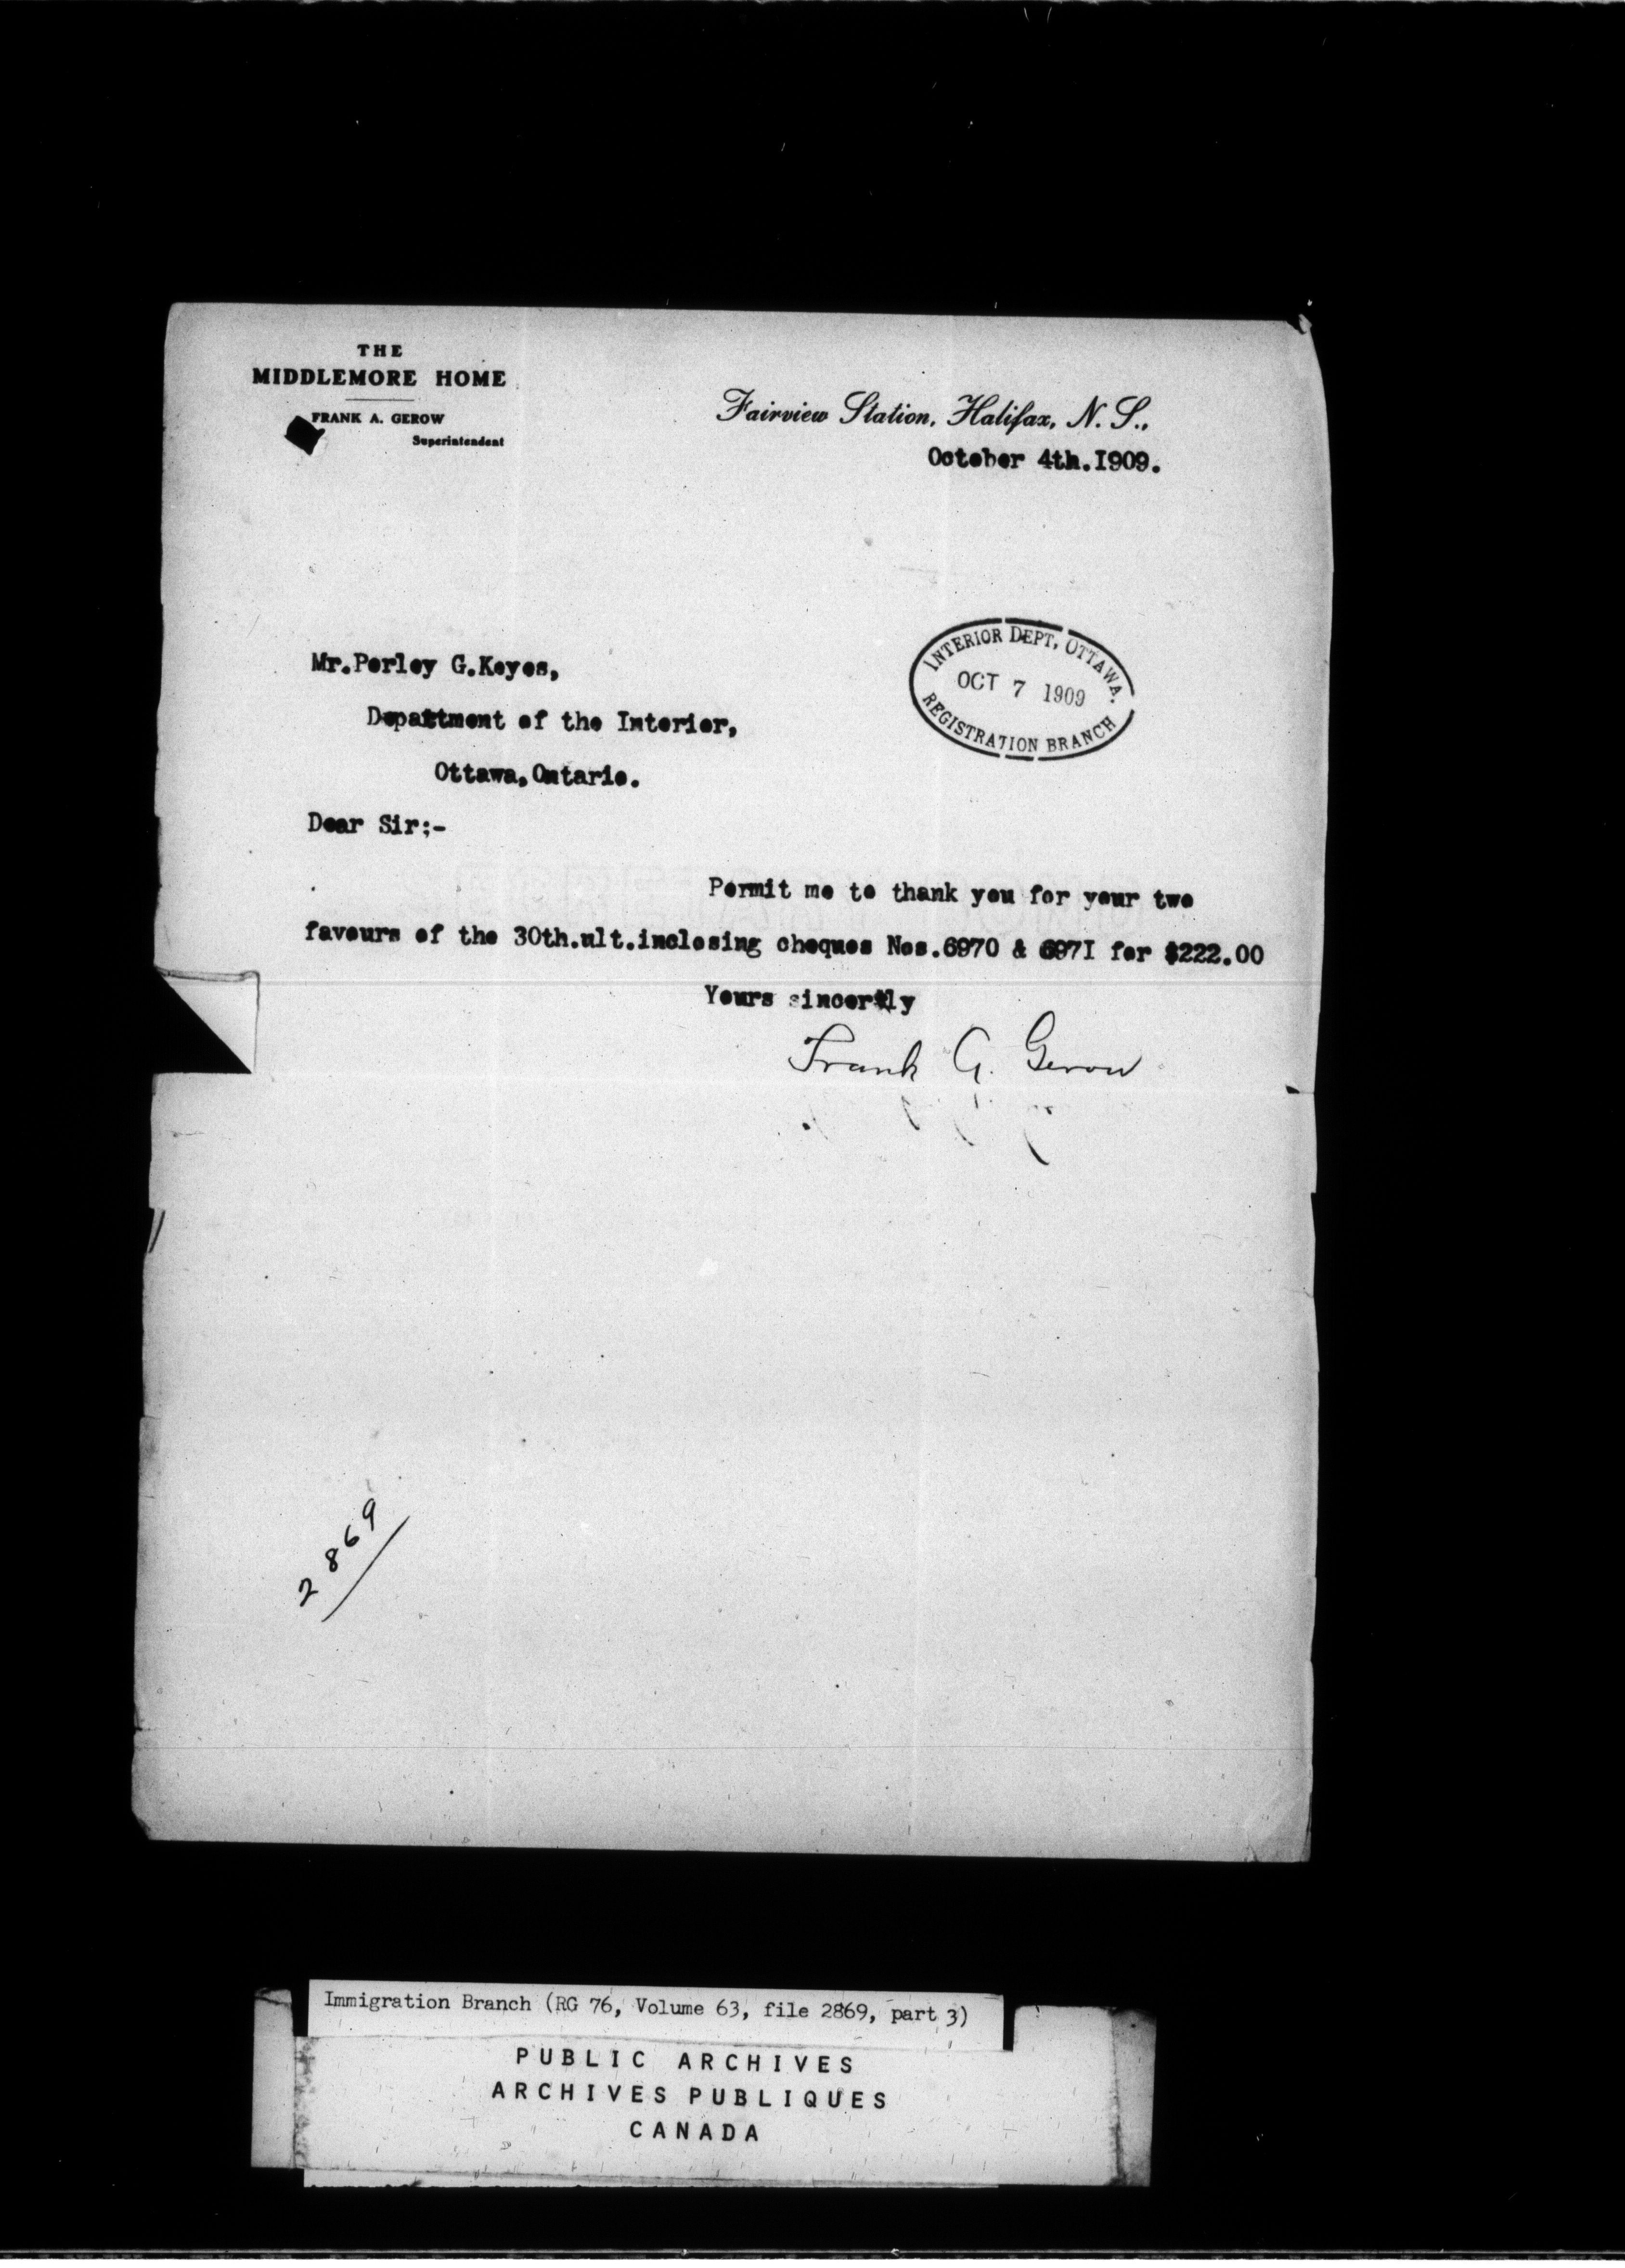 THE
MIDDLEMORE HOME
FRANK A. GEROW
Superintendent
Fairview Station, Halifax, N. S.,
October 4th.I909.
INTERIOR DEPT, OTTAWA.
OCT 7 1909
REGISTRATION BRANCH
Mr.Perley G.Keyes,
Department of the Interior,
Ottawa,Ontario.
Dear Sir:-
Permit me to thank you for your two
favours of the 30th.ult.inclosing cheques Nos.6970 & 697I for $222.00
Yours sincerely
Frank A. Gerow
2869
Immigration Branch (RG 76, Volume 63, file 2869, part 3)
PUBLIC ARCHIVES
ARCHIVES PUBLIQUES
CANADA